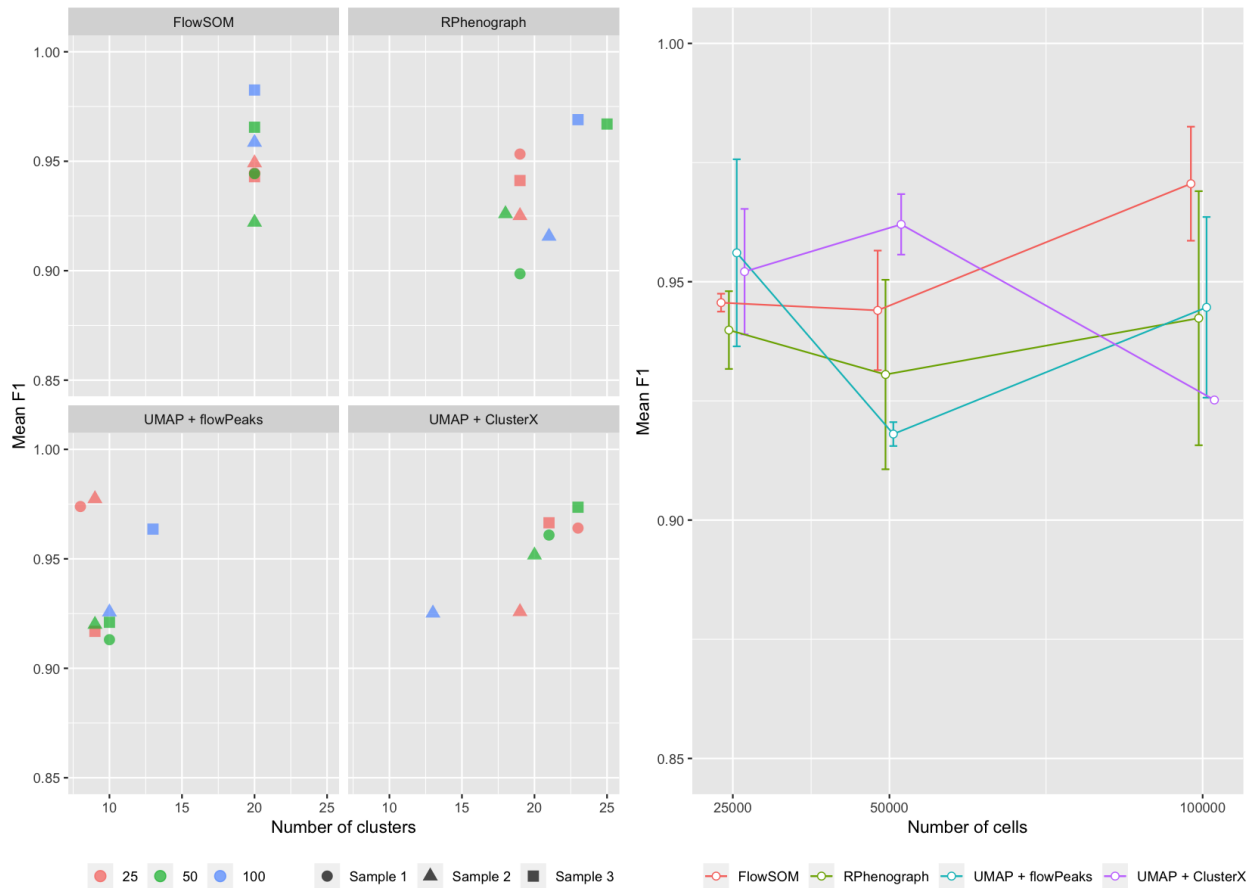 FlowSOM
RPhenograph
1.00
0.95
0.90
0.85
UMAP + flowPeaks
UMAP + ClusterX
1.00
0.95
0.90
0.85
Mean F1
10
15
20
25
10
15
20
25
Number of clusters
25
50
100
Sample 1
Sample 2
Sample 3
1.00
0.95
0.90
0.85
Mean F1
25000
50000
100000
Number of cells
FlowSOM
RPhenograph
UMAP + flowPeaks
UMAP + ClusterX